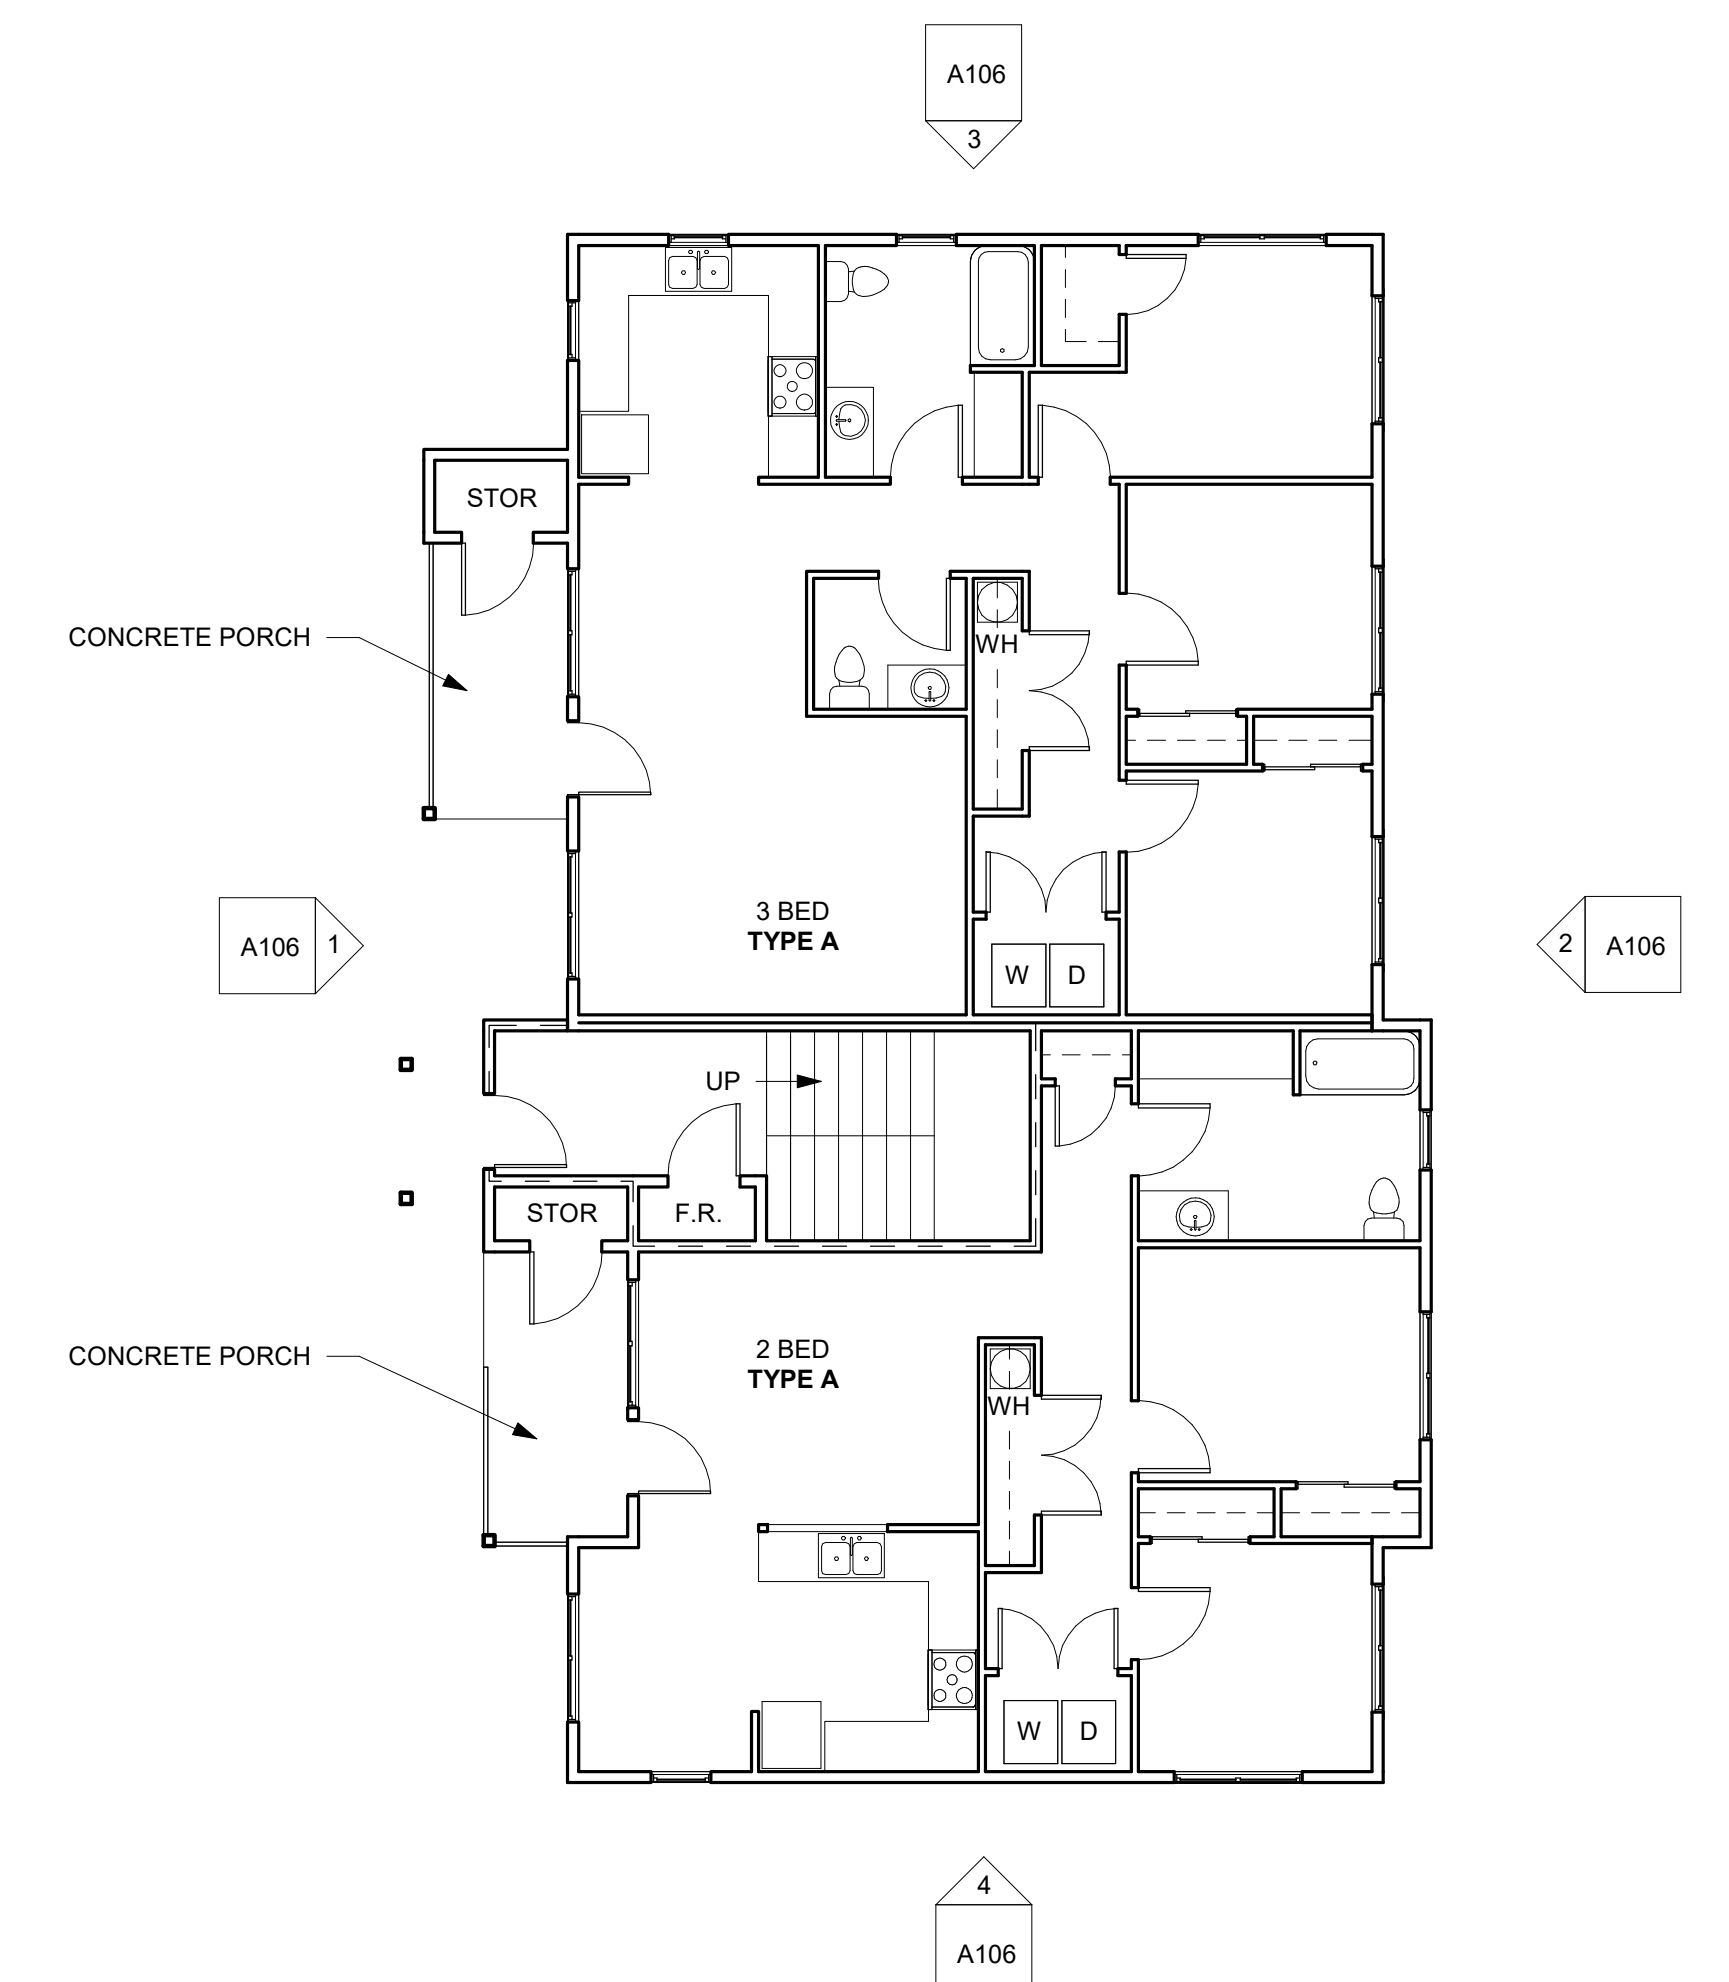 A106
3
STOR
CONCRETE PORCH
WH
3 BED
TYPE A
A106 1
2 A106
W D
UP
STOR F.R.
2 BED
TYPE A
CONCRETE PORCH
WH
W D
4
A106